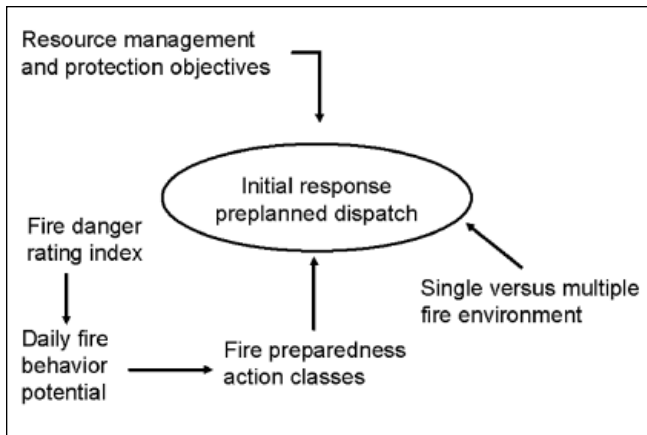 Resource management
and protection objectives
Initial response
preplanned dispatch
Fire danger
rating index
Single versus multiple
fire environment
Daily fire
behavior
potential
Fire preparedness
action classes